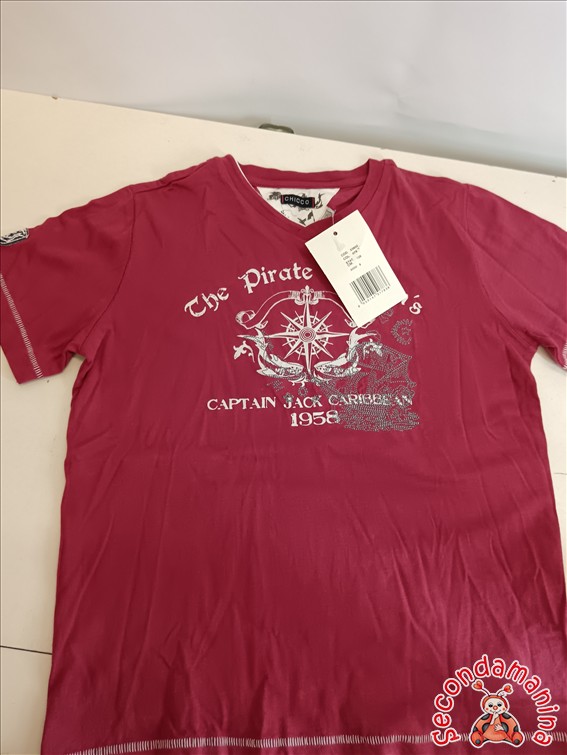 CHICCO
The Pirate
's
CAPTAIN JACK CARIBBEAN
1958
Secondamanina